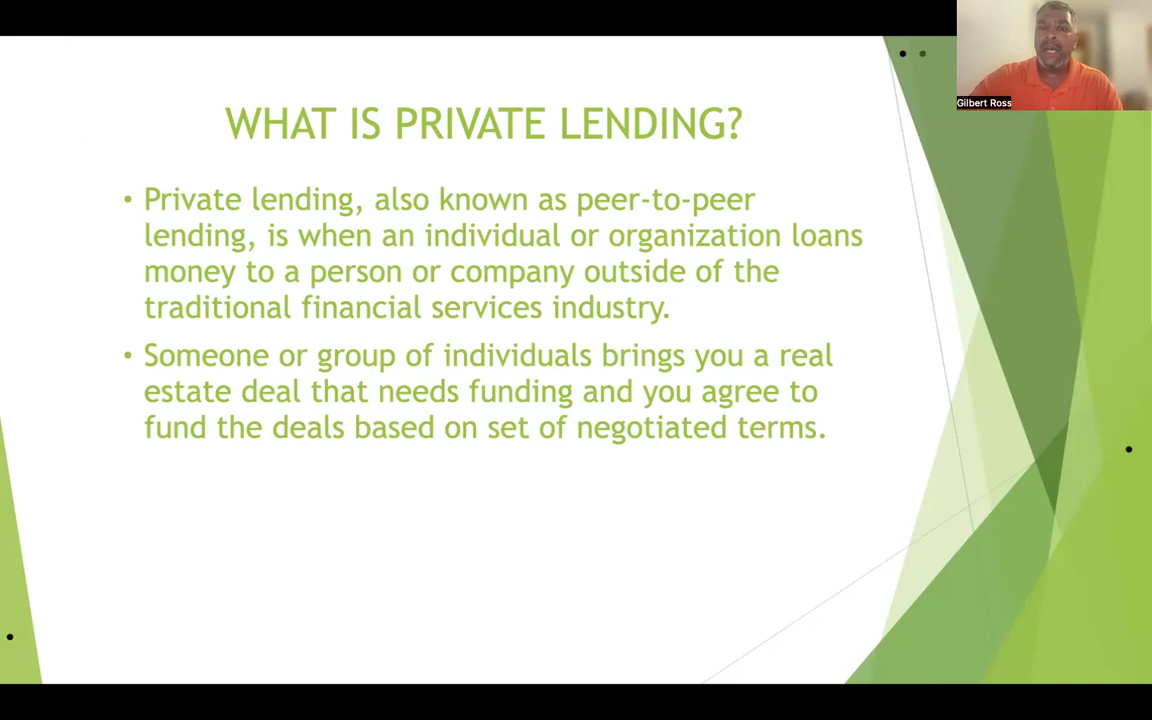 WHAT IS PRIVATE LENDING?
• Private lending, also known as peer-to-peer
lending, is when an individual or organization loans
money to a person or company outside of the
traditional financial services industry.
• Someone or group of individuals brings you a real
estate deal that needs funding and you agree to
fund the deals based on set of negotiated terms.
Gilbert Ross